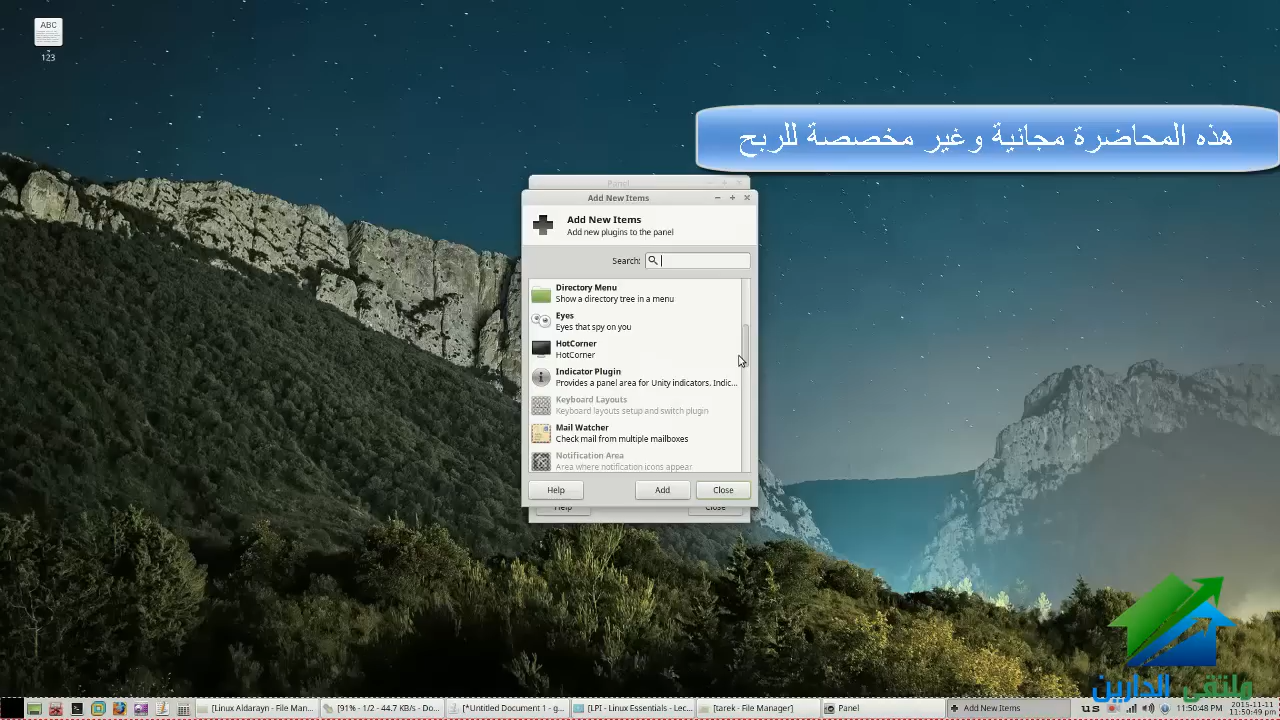 ABC
123
هذه المحاضرة مجانية وغير مخصصة للربح
Panel
Add New Items
Add New Items
Add new plugins to the panel
Search:
Directory Menu
Show a directory tree in a menu
Eyes
Eyes that spy on you
HotCorner
HotCorner
Indicator Plugin
Provides a panel area for Unity indicators. Indic...
Keyboard Layouts
Keyboard layouts setup and switch plugin
Mail Watcher
Check mail from multiple mailboxes
Notification Area
Area where notification icons appear
Help
Add
Close
Help
Close
ملتقى الدارين
[Linux Aldarayn - File Man...
[91% - 1/2 - 44.7 KB/s - Do...
[*Untitled Document 1 - g...
[LPI - Linux Essentials - Lec...
[tarek - File Manager]
Panel
Add New Items
us
11:50:48 PM
2015-11-11
11:50:49 pm